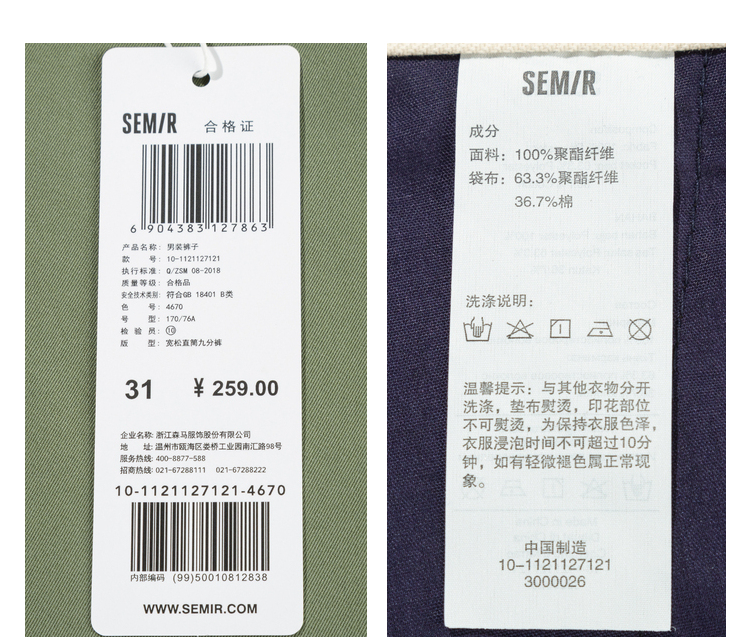 SEMIR 合格证
6 904383 127863
产品名称: 男装裤子
款 号: 10-1121127121
执行标准: Q/ZSM 08-2018
质量等级: 合格品
安全技术类别: 符合GB 18401 B类
色 号: 4670
号 型: 170/76A
检 验 员: ⑩
版 型: 宽松直筒九分裤
31 ¥ 259.00
企业名称: 浙江森马服饰股份有限公司
地 址: 温州市瓯海区娄桥工业园南汇路98号
服务热线: 400-8877-588
招商热线: 021-67288111 021-67288222
10-1121127121-4670
内部编码 (99)50010812838
WWW.SEMIR.COM
SEMIR
成分
面料: 100%聚酯纤维
袋布: 63.3%聚酯纤维
36.7%棉
洗涤说明:
温馨提示: 与其他衣物分开
洗涤, 垫布熨烫, 印花部位
不可熨烫, 为保持衣服色泽,
衣服浸泡时间不可超过10分
钟, 如有轻微褪色属正常现
象。
中国制造
10-1121127121
3000026